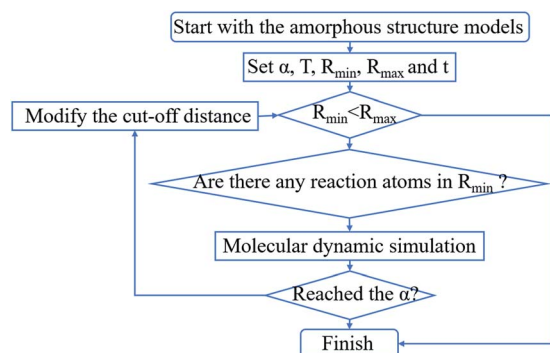 Start with the amorphous structure models
Set α, T, Rmin, Rmax and t
Modify the cut-off distance
Rmin<Rmax
Are there any reaction atoms in Rmin ?
Molecular dynamic simulation
Reached the α?
Finish